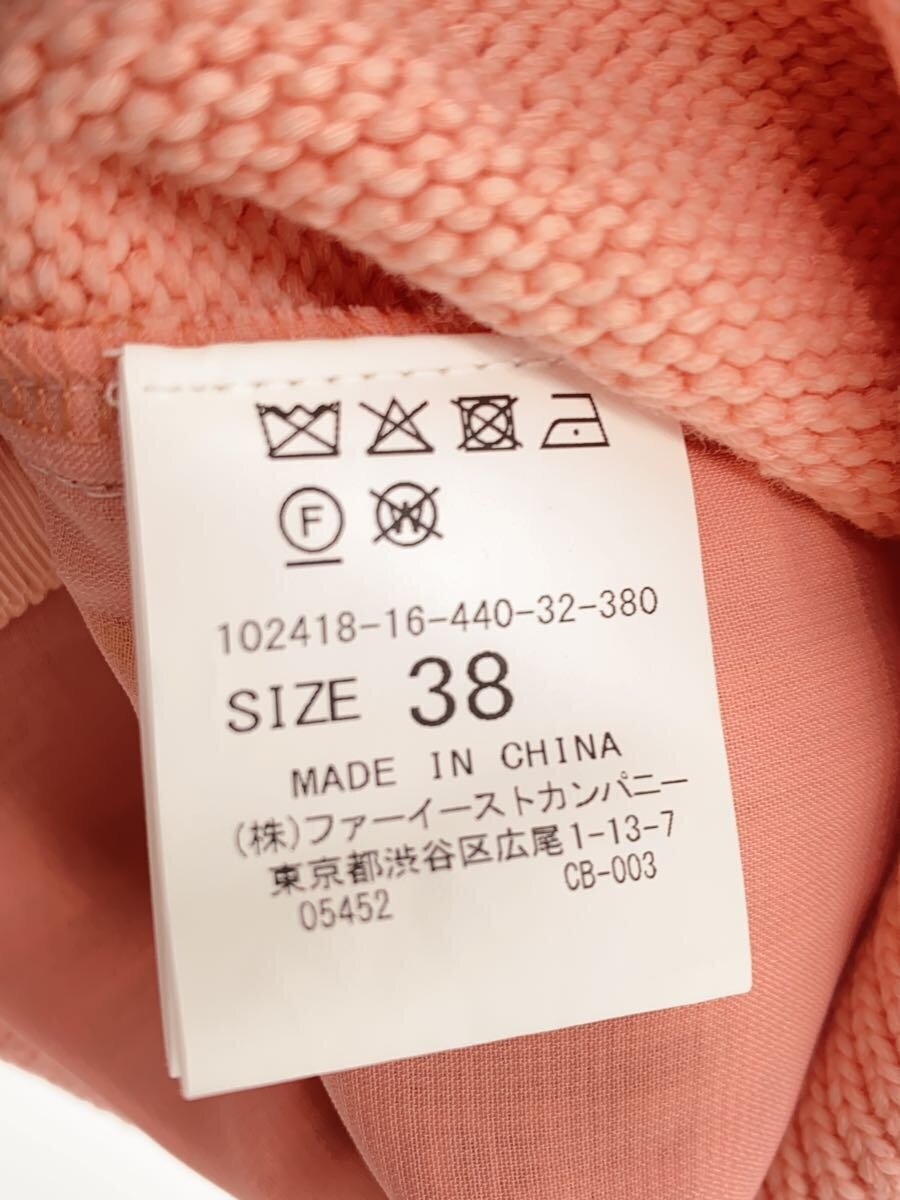 F W
102418-16-440-32-380
SIZE 38
MADE IN CHINA
(株)ファーイーストカンパニー
東京都渋谷区広尾1-13-7
05452 CB-003